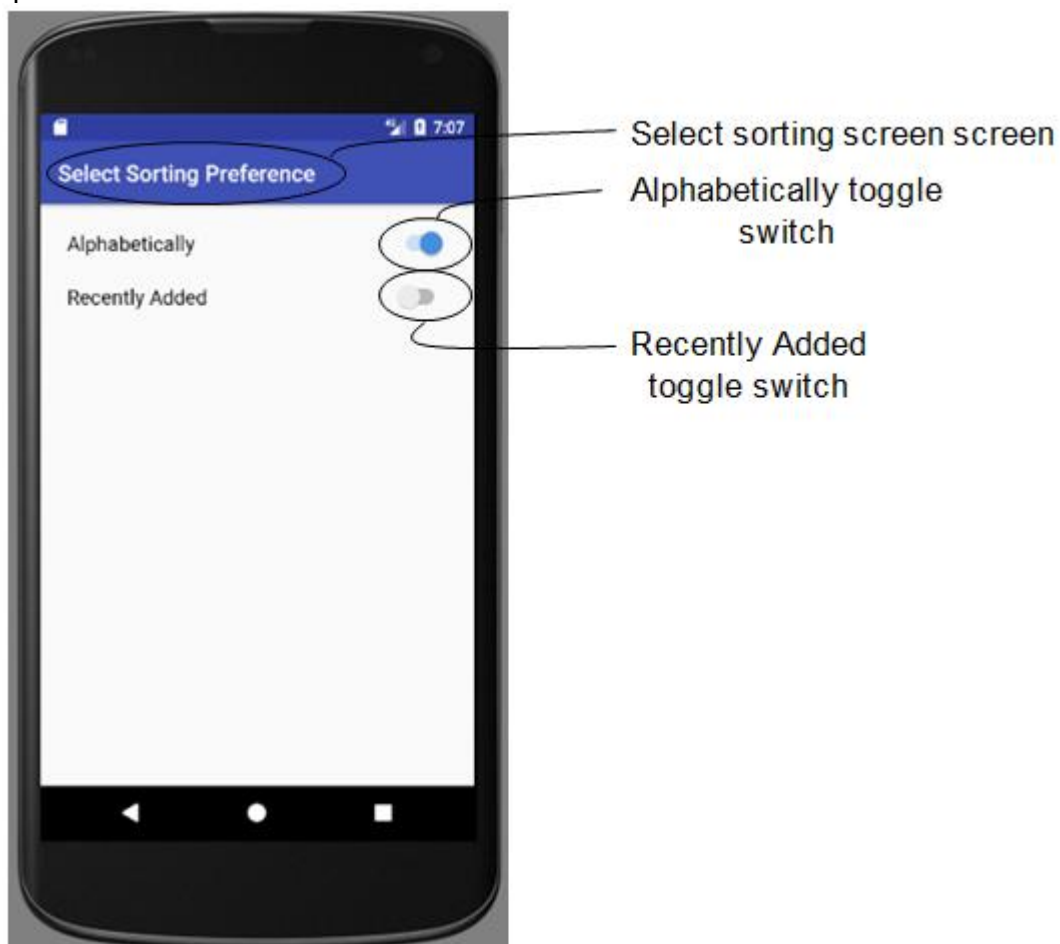 7:07
Select Sorting Preference
Alphabetically
Recently Added
Select sorting screen screen
Alphabetically toggle
switch
Recently Added
toggle switch